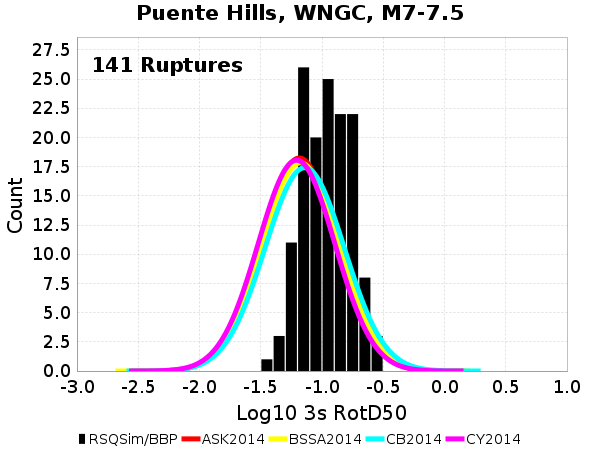 Puente Hills, WNGC, M7-7.5
141 Ruptures
27.5
25.0
22.5
20.0
17.5
15.0
12.5
10.0
7.5
5.0
2.5
0.0
Count
-3.0 -2.5 -2.0 -1.5 -1.0 -0.5 0.0 0.5 1.0
Log10 3s RotD50
RSQSim/BBP ASK2014 BSSA2014 CB2014 CY2014